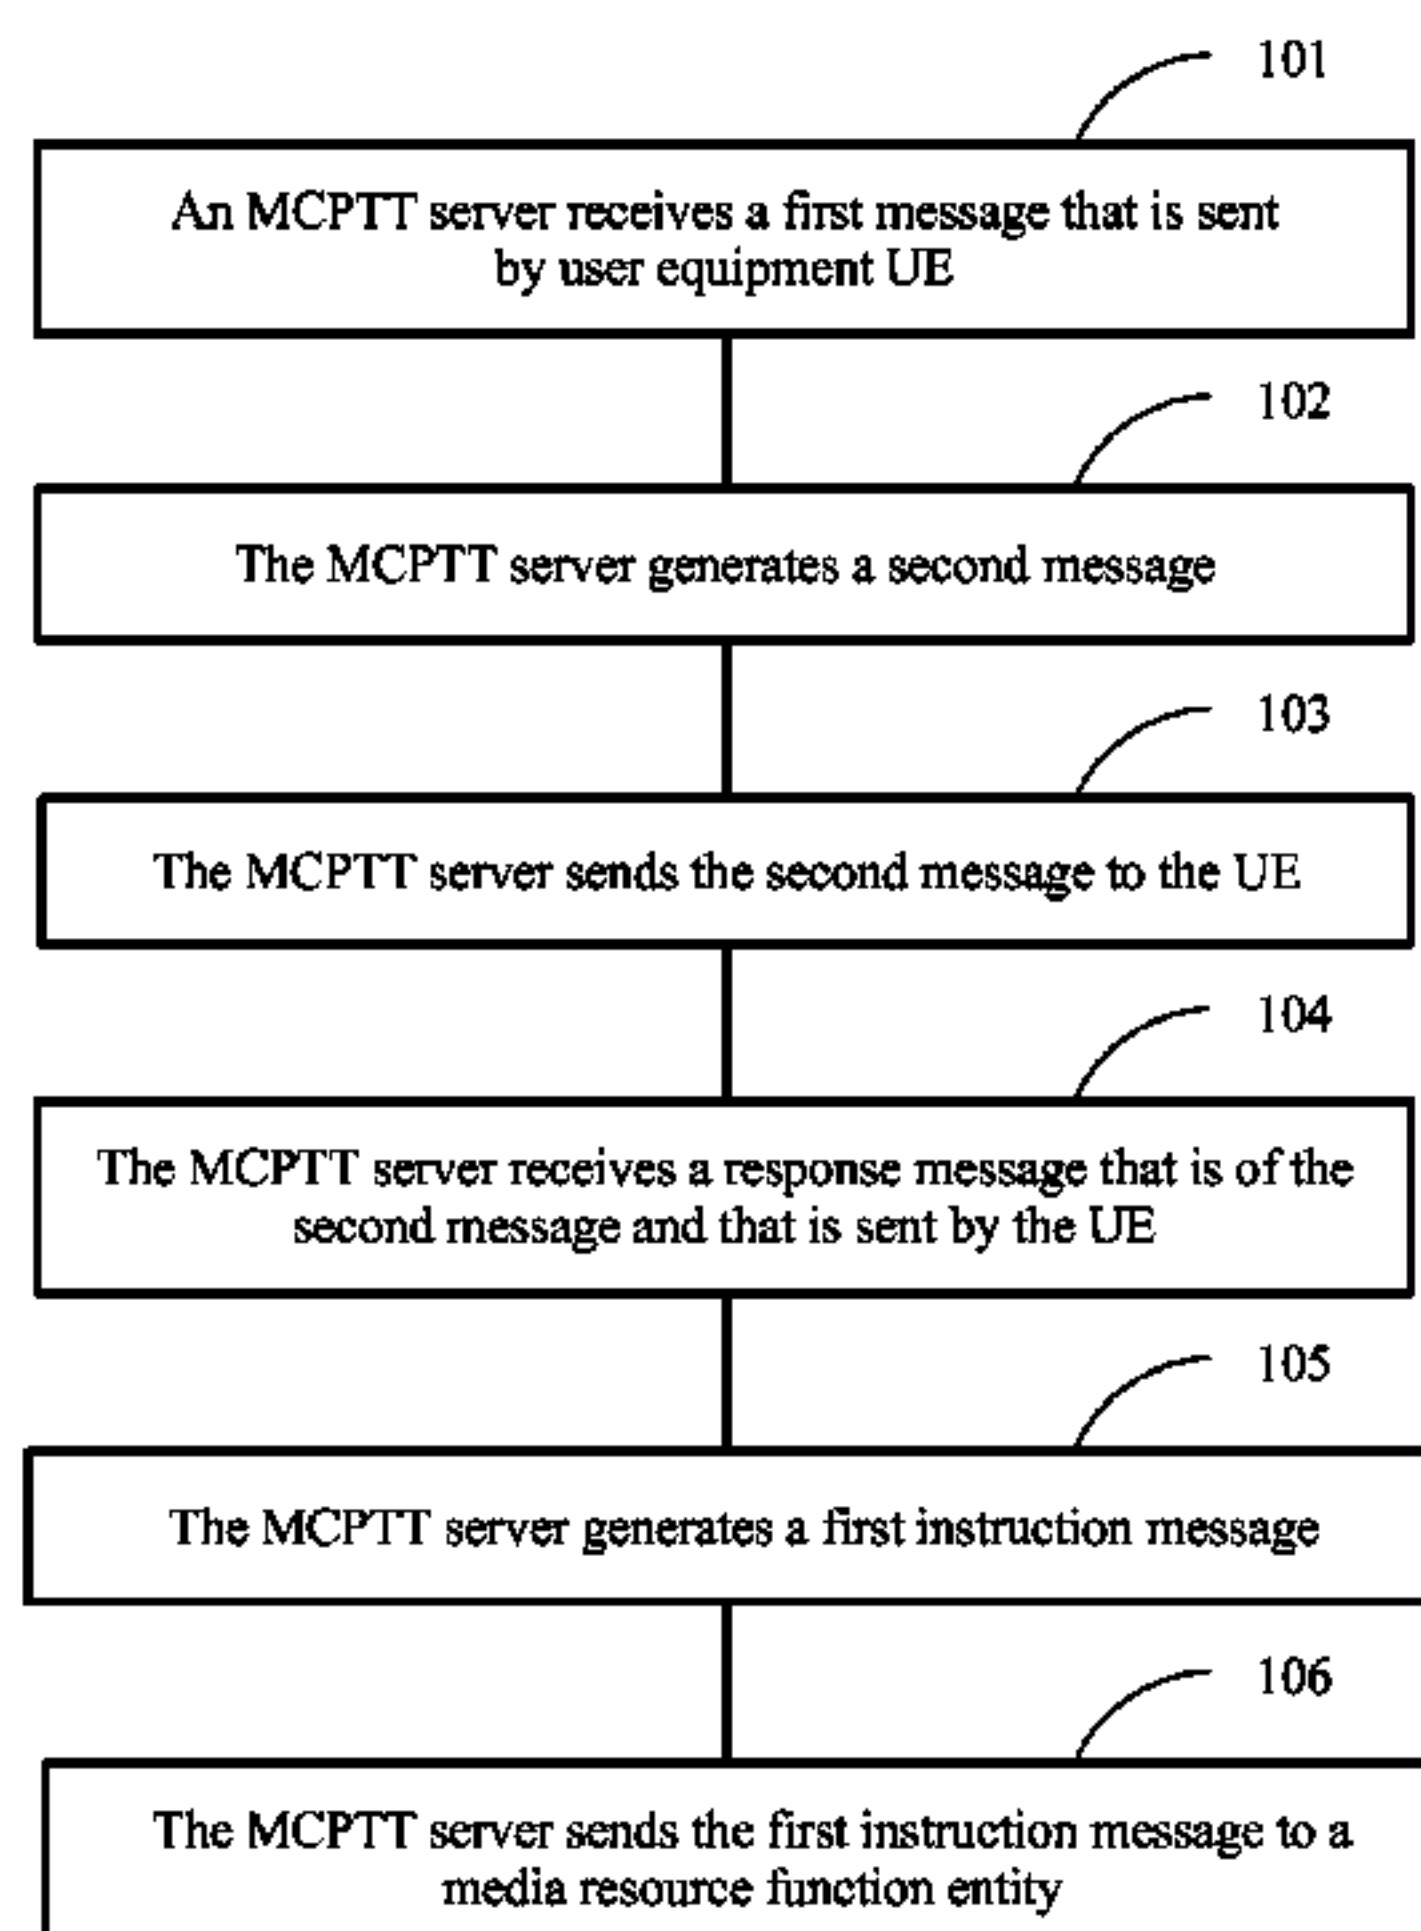 101
An MCPTT server receives a first message that is sent
by user equipment UE
102
The MCPTT server generates a second message
103
The MCPTT server sends the second message to the UE
104
The MCPTT server receives a response message that is of the
second message and that is sent by the UE
105
The MCPTT server generates a first instruction message
106
The MCPTT server sends the first instruction message to a
media resource function entity